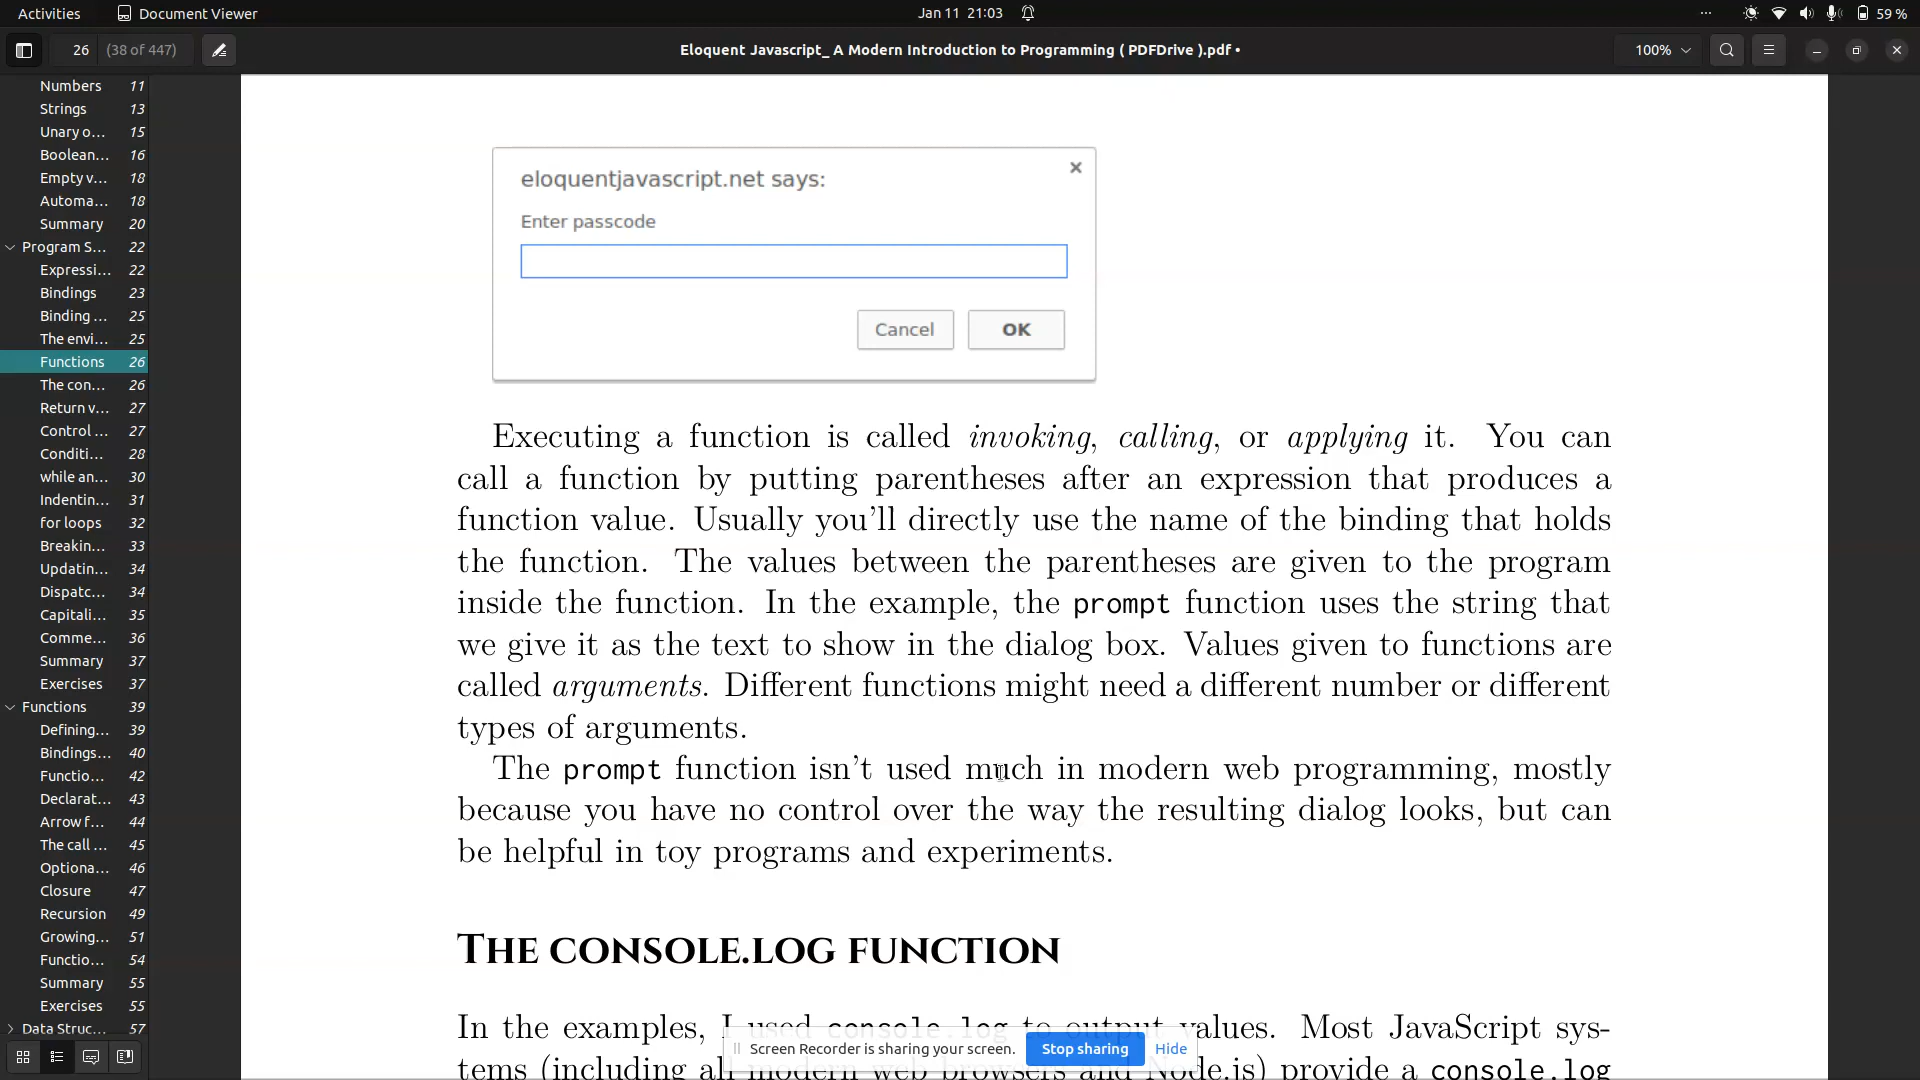 Activities Document Viewer Jan 11 21:03 59 %
26 (38 of 447) Eloquent Javascript_ A Modern Introduction to Programming ( PDFDrive ).pdf • 100%
Numbers 11
Strings 13
Unary o... 15
Boolean... 16
Empty v... 18
Automa... 18
Summary 20
Program S... 22
Expressi... 22
Bindings 23
Binding ... 25
The envi... 25
Functions 26
The con... 26
Return v... 27
Control ... 27
Conditi... 28
while an... 30
Indentin... 31
for loops 32
Breakin... 33
Updatin... 34
Dispatc... 34
Capitali... 35
Comme... 36
Summary 37
Exercises 37
Functions 39
Defining... 39
Bindings... 40
Functio... 42
Declarat... 43
Arrow f... 44
The call ... 45
Optiona... 46
Closure 47
Recursion 49
Growing... 51
Functio... 54
Summary 55
Exercises 55
Data Struc... 57
eloquentjavascript.net says:
Enter passcode
Cancel OK
Executing a function is called invoking, calling, or applying it. You can
call a function by putting parentheses after an expression that produces a
function value. Usually you'll directly use the name of the binding that holds
the function. The values between the parentheses are given to the program
inside the function. In the example, the prompt function uses the string that
we give it as the text to show in the dialog box. Values given to functions are
called arguments. Different functions might need a different number or different
types of arguments.
The prompt function isn't used much in modern web programming, mostly
because you have no control over the way the resulting dialog looks, but can
be helpful in toy programs and experiments.
THE CONSOLE.LOG FUNCTION
In the examples, I used console.log to output values. Most JavaScript sys-
tems (including all modern web browsers and Node.js) provide a console.log
Screen Recorder is sharing your screen. Stop sharing Hide